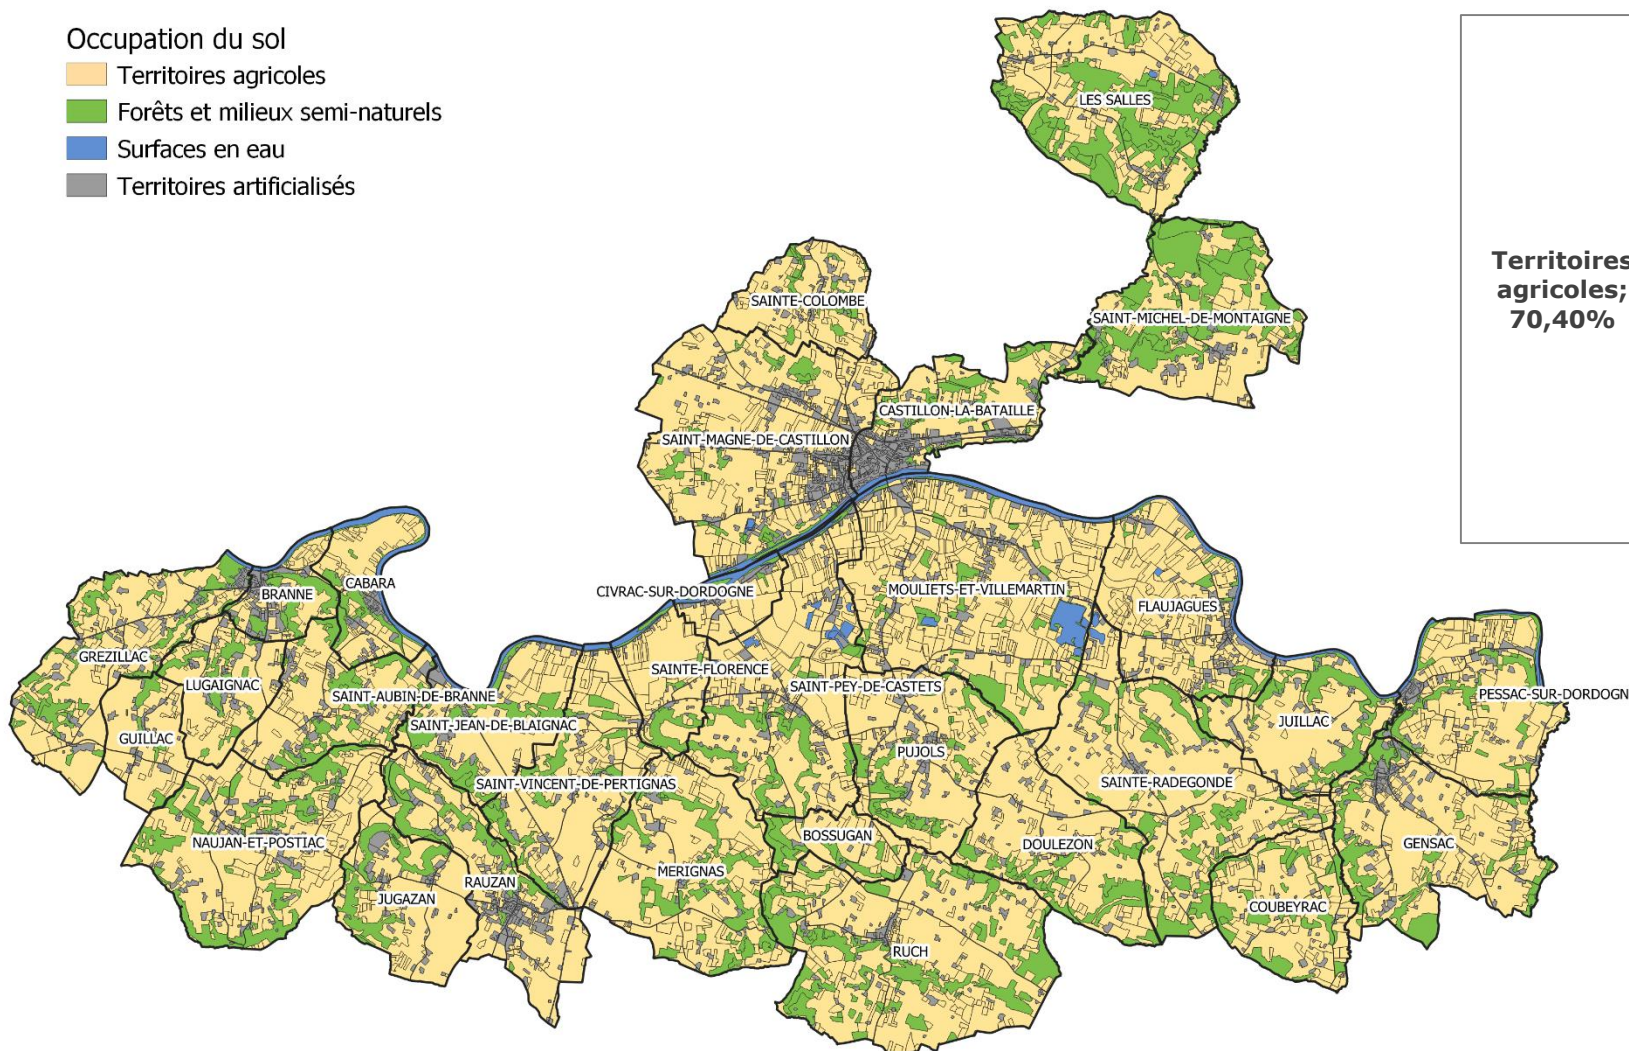 Occupation du sol
Territoires agricoles
Forêts et milieux semi-naturels
Surfaces en eau
Territoires artificialisés
LES SALLES
Territoires
agricoles;
70,40%
SAINTE-COLOMBE
SAINT-MICHEL-DE-MONTAIGNE
CASTILLON-LA-BATAILLE
SAINT-MAGNE-DE-CASTILLON
CABARA
BRANNE
CIVRAC-SUR-DORDOGNE
MOULIETS-ET-VILLEMARTIN
FLAUJAGUES
GREZILLAC
LUGAIGNAC
SAINT-AUBIN-DE-BRANNE
SAINTE-FLORENCE
SAINT-PEY-DE-CASTETS
PESSAC-SUR-DORDOGN
GUILLAC
SAINT-JEAN-DE-BLAIGNAC
PUJOLS
JUILLAC
SAINT-VINCENT-DE-PERTIGNAS
SAINTE-RADEGONDE
NAUJAN-ET-POSTIAC
BOSSUGAN
DOULEZON
GENSAC
MERIGNAS
RAUZAN
JUGAZAN
COUBEYRAC
RUCH